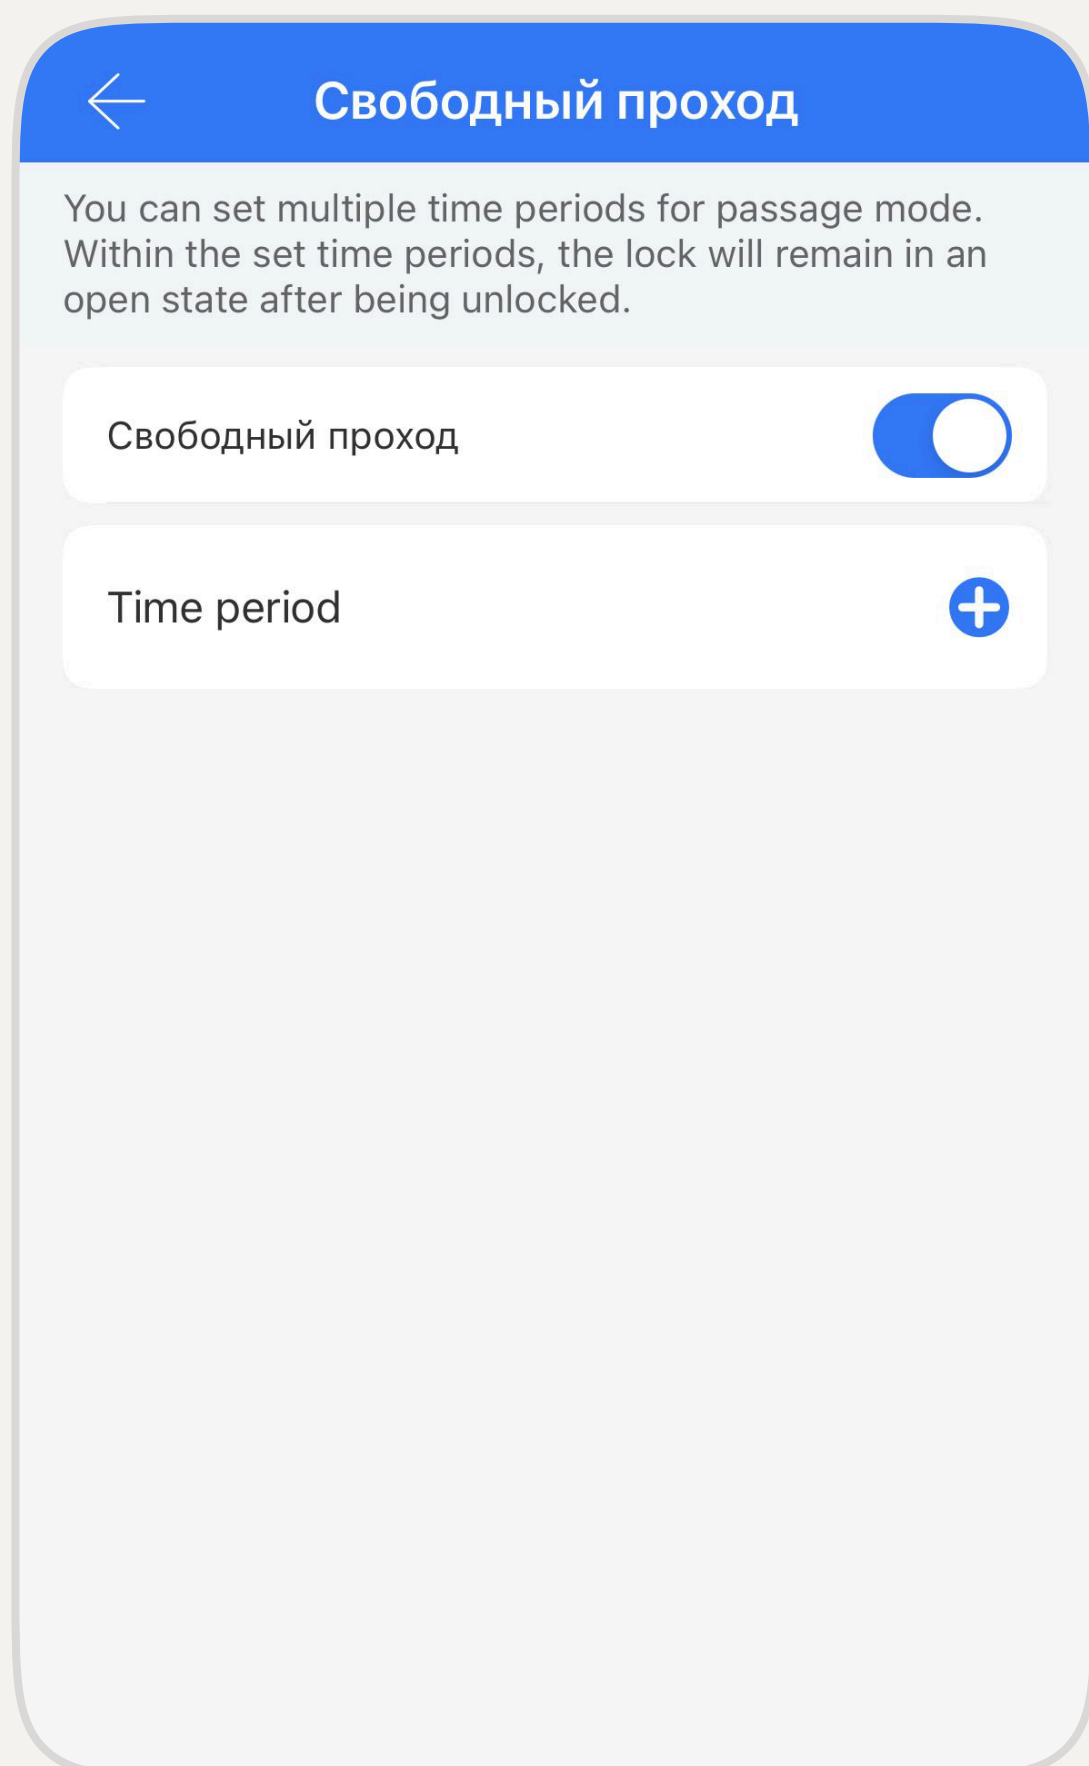 Свободный проход
You can set multiple time periods for passage mode.
Within the set time periods, the lock will remain in an
open state after being unlocked.
Свободный проход
Time period